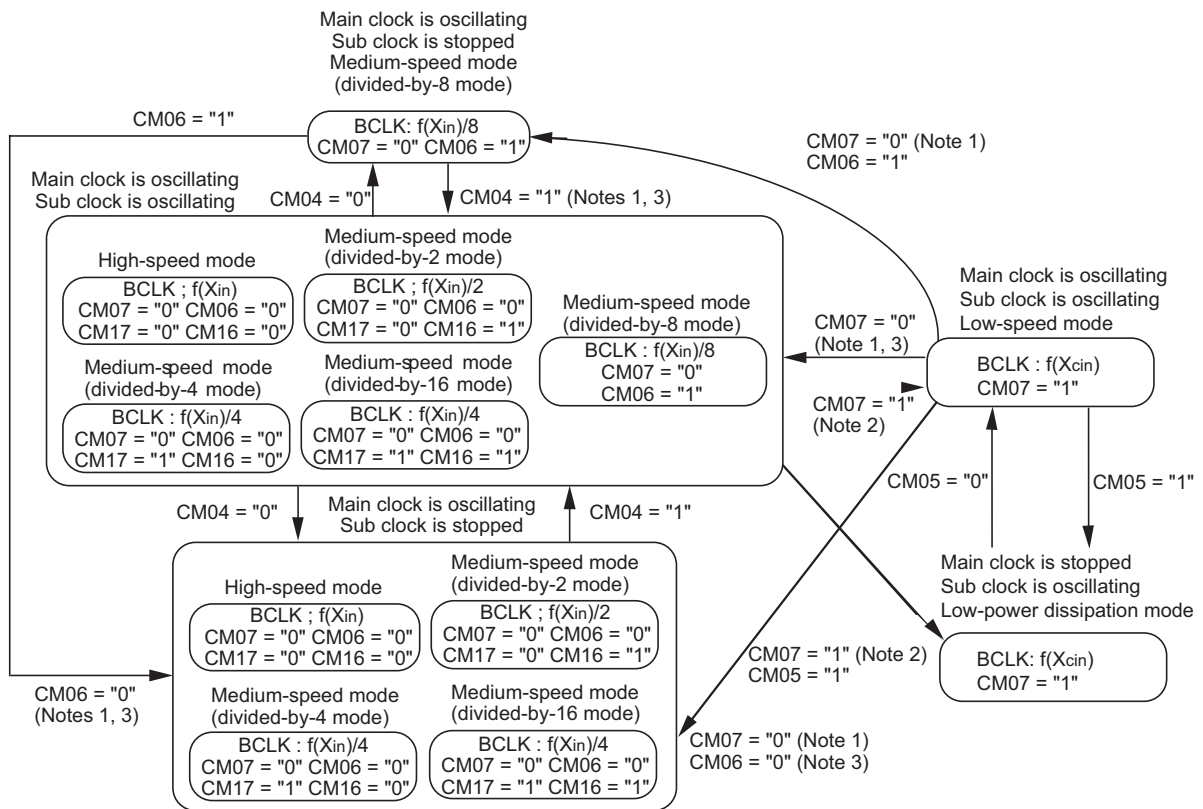 Main clock is oscillating
Sub clock is stopped
Medium-speed mode
(divided-by-8 mode)
CM06 = "1"
BCLK: f(Xin)/8
CM07 = "0" CM06 = "1"
CM07 = "0" (Note 1)
CM06 = "1"
Main clock is oscillating
Sub clock is oscillating
CM04 = "0"
CM04 = "1" (Notes 1, 3)
High-speed mode
BCLK ; f(Xin)
CM07 = "0" CM06 = "0"
CM17 = "0" CM16 = "0"
Medium-speed mode
(divided-by-2 mode)
BCLK ; f(Xin)/2
CM07 = "0" CM06 = "0"
CM17 = "0" CM16 = "1"
Medium-speed mode
(divided-by-8 mode)
BCLK : f(Xin)/8
CM07 = "0"
CM06 = "1"
Medium-speed mode
(divided-by-4 mode)
BCLK : f(Xin)/4
CM07 = "0" CM06 = "0"
CM17 = "1" CM16 = "0"
Medium-speed mode
(divided-by-16 mode)
BCLK : f(Xin)/4
CM07 = "0" CM06 = "0"
CM17 = "1" CM16 = "1"
CM07 = "0"
(Note 1, 3)
CM07 = "1"
(Note 2)
Main clock is oscillating
Sub clock is oscillating
Low-speed mode
BCLK : f(Xcin)
CM07 = "1"
CM05 = "0"
CM05 = "1"
Main clock is stopped
Sub clock is oscillating
Low-power dissipation mode
BCLK: f(Xcin)
CM07 = "1"
CM04 = "0"
Main clock is oscillating
Sub clock is stopped
CM04 = "1"
High-speed mode
BCLK ; f(Xin)
CM07 = "0" CM06 = "0"
CM17 = "0" CM16 = "0"
Medium-speed mode
(divided-by-2 mode)
BCLK ; f(Xin)/2
CM07 = "0" CM06 = "0"
CM17 = "0" CM16 = "1"
Medium-speed mode
(divided-by-4 mode)
BCLK : f(Xin)/4
CM07 = "0" CM06 = "0"
CM17 = "1" CM16 = "0"
Medium-speed mode
(divided-by-16 mode)
BCLK : f(Xin)/4
CM07 = "0" CM06 = "0"
CM17 = "1" CM16 = "1"
CM06 = "0"
(Notes 1, 3)
CM07 = "1" (Note 2)
CM05 = "1"
CM07 = "0" (Note 1)
CM06 = "0" (Note 3)